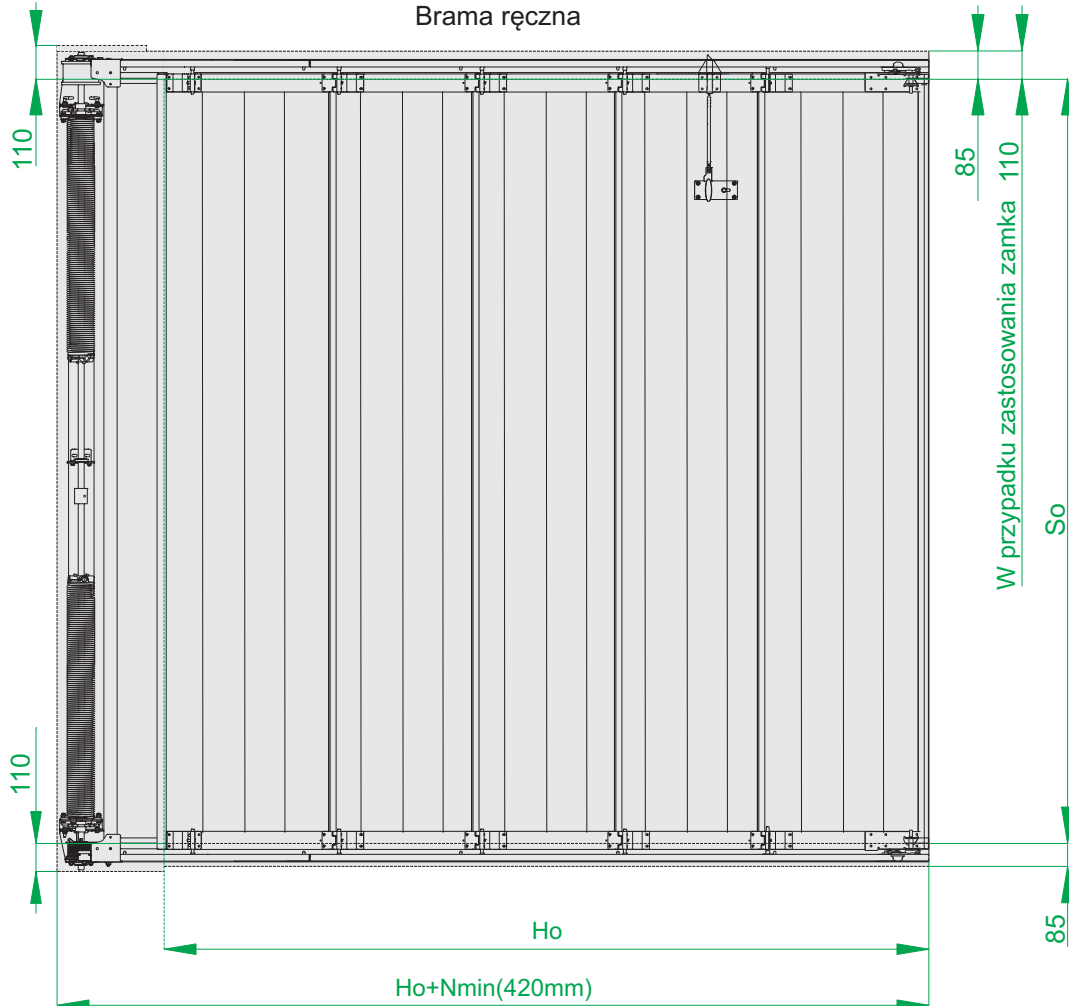 Brama ręczna
110
85
110
W przypadku zastosowania zamka
So
110
85
Ho
Ho+Nmin(420mm)